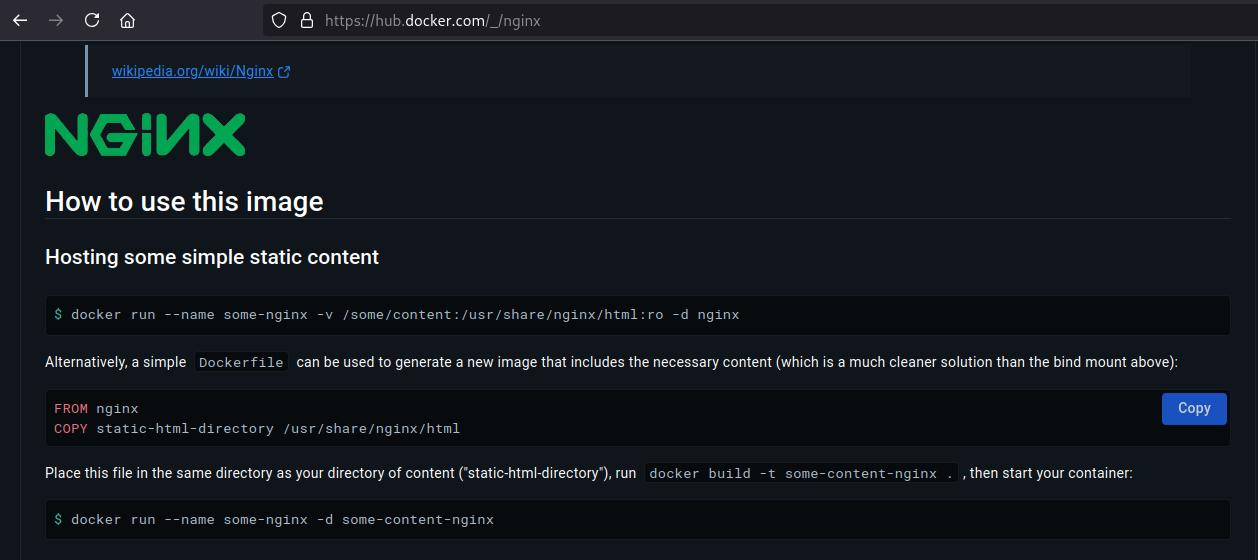 https://hub.docker.com/_/nginx
wikipedia.org/wiki/Nginx
NGINX
How to use this image
Hosting some simple static content
$ docker run --name some-nginx -v /some/content:/usr/share/nginx/html:ro -d nginx
Alternatively, a simple Dockerfile can be used to generate a new image that includes the necessary content (which is a much cleaner solution than the bind mount above):
FROM nginx
Copy
COPY static-html-directory /usr/share/nginx/html
Place this file in the same directory as your directory of content ("static-html-directory"), run docker build -t some-content-nginx . , then start your container:
$ docker run --name some-nginx -d some-content-nginx